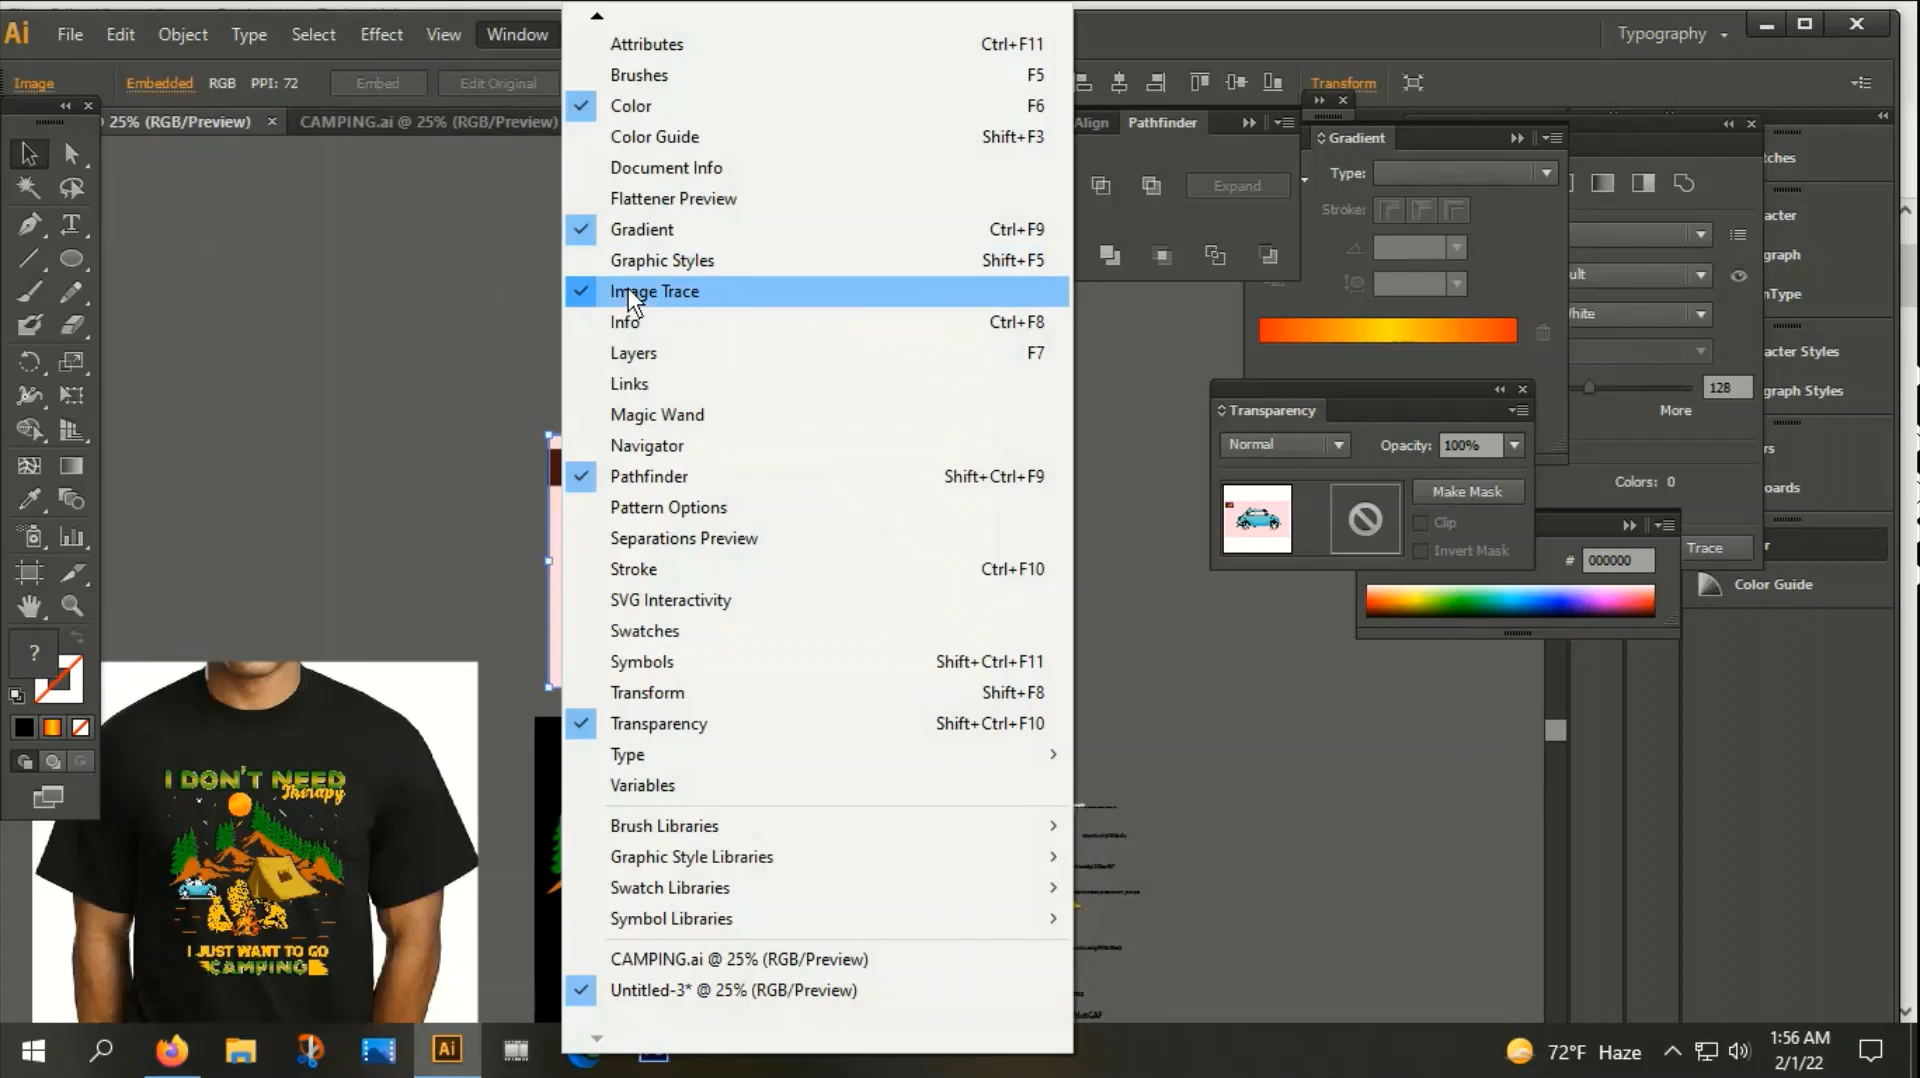 Ai File Edit Object Type Select Effect View Window Typography
Image Embedded RGB PPI: 72 Embed Edit Original Transform
25% (RGB/Preview) × CAMPING.ai @ 25% (RGB/Preview)
Attributes Ctrl+F11
Brushes F5
Color F6
Color Guide Shift+F3
Document Info
Flattener Preview
Gradient Ctrl+F9
Graphic Styles Shift+F5
Image Trace
Info Ctrl+F8
Layers F7
Links
Magic Wand
Navigator
Pathfinder Shift+Ctrl+F9
Pattern Options
Separations Preview
Stroke Ctrl+F10
SVG Interactivity
Swatches
Symbols Shift+Ctrl+F11
Transform Shift+F8
Transparency Shift+Ctrl+F10
Type
Variables
Brush Libraries
Graphic Style Libraries
Swatch Libraries
Symbol Libraries
CAMPING.ai @ 25% (RGB/Preview)
Untitled-3* @ 25% (RGB/Preview)
Align Pathfinder
Expand
Gradient
Type:
Stroke:
Transparency
Normal Opacity: 100%
Make Mask
Clip
Invert Mask
ches
acter
graph
ult
nType
hite
acter Styles
graph Styles
128
More
rs
Colors: 0
oards
Trace
r
# 000000
Color Guide
?
I DON'T NEED
Therapy
I JUST WANT TO GO
CAMPING
Ai
72°F Haze
1:56 AM
2/1/22